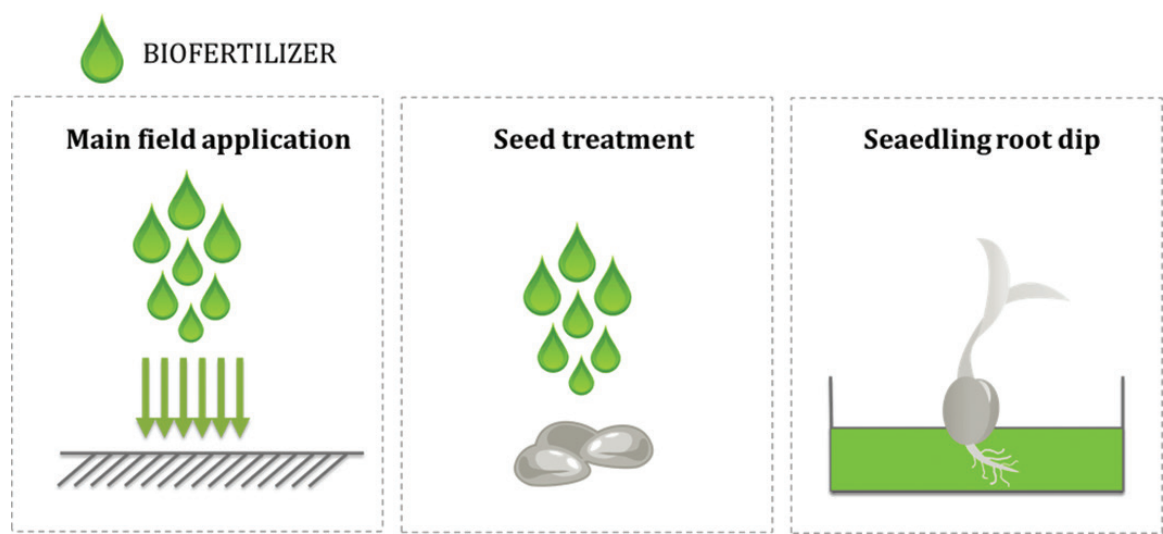 BIOFERTILIZER
Main field application
Seed treatment
Seaedling root dip